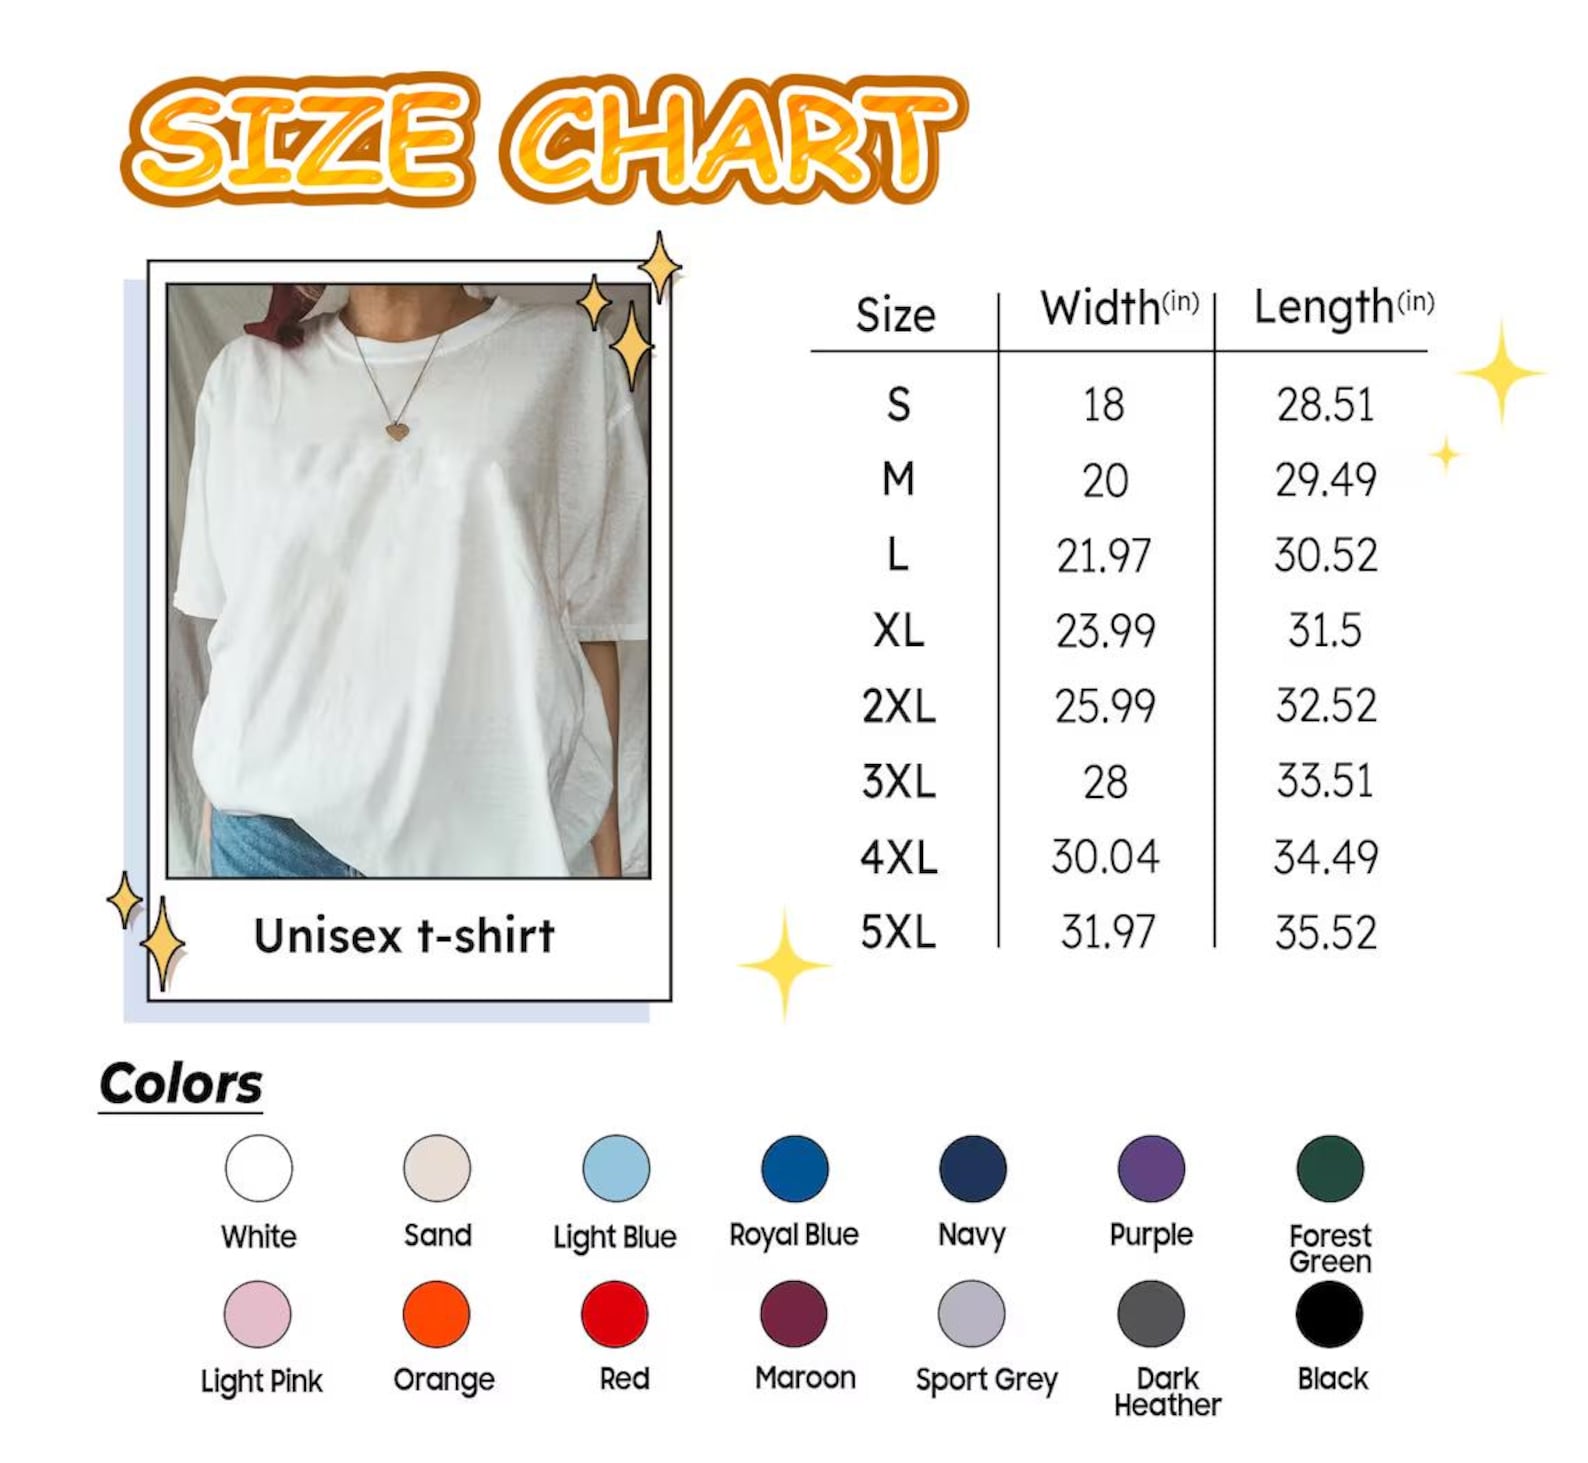 SIZE CHART
Size Width(in) Length(in)
S 18 28.51
M 20 29.49
L 21.97 30.52
XL 23.99 31.5
2XL 25.99 32.52
3XL 28 33.51
4XL 30.04 34.49
5XL 31.97 35.52
Unisex t-shirt
Colors
White Sand Light Blue Royal Blue Navy Purple Forest
Green
Light Pink Orange Red Maroon Sport Grey Dark Black
Heather